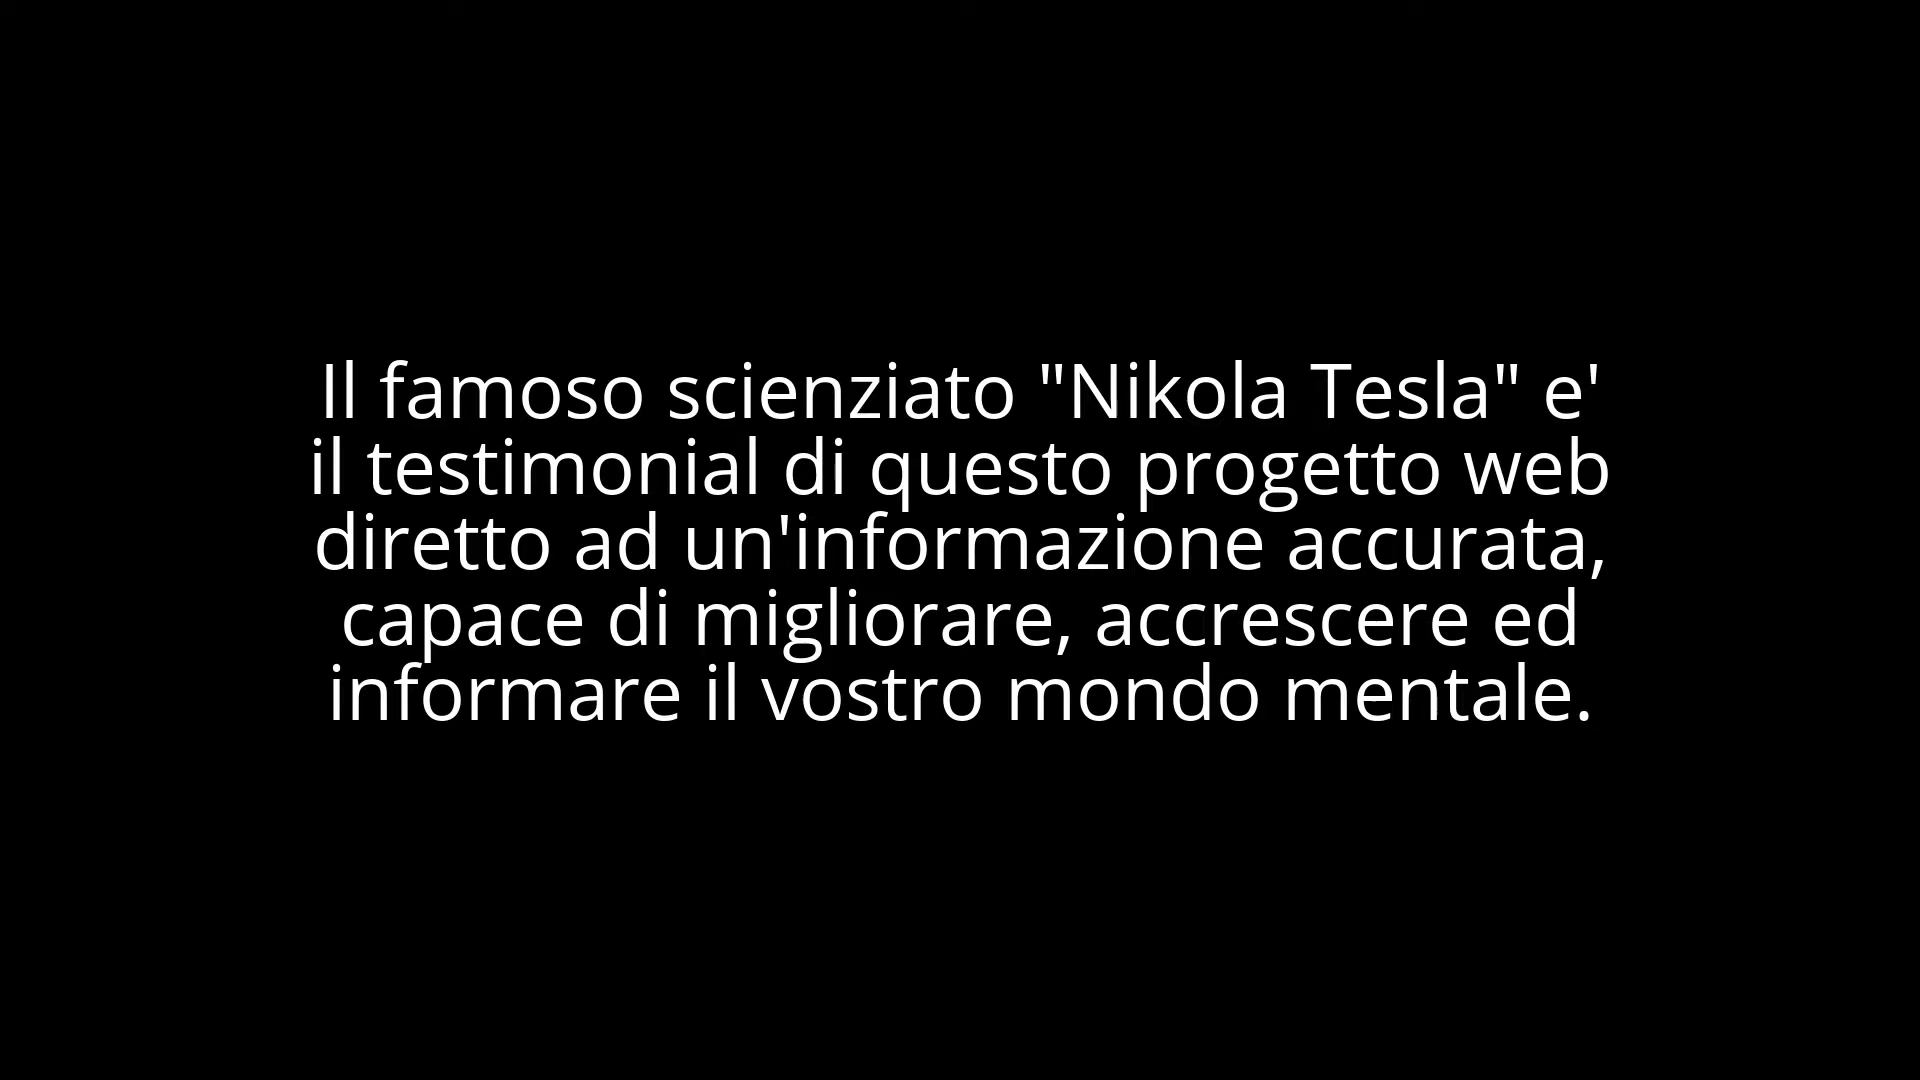 Il famoso scienziato "Nikola Tesla" e'
il testimonial di questo progetto web
diretto ad un'informazione accurata,
capace di migliorare, accrescere ed
informare il vostro mondo mentale.